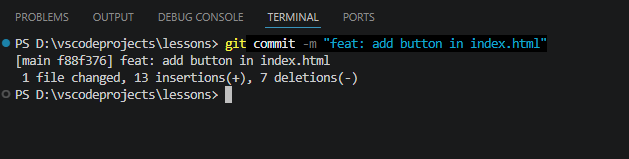 PROBLEMS OUTPUT DEBUG CONSOLE TERMINAL PORTS
PS D:\vscodeprojects\lessons> git commit -m "feat: add button in index.html"
[main f88f376] feat: add button in index.html
1 file changed, 13 insertions(+), 7 deletions(-)
PS D:\vscodeprojects\lessons>